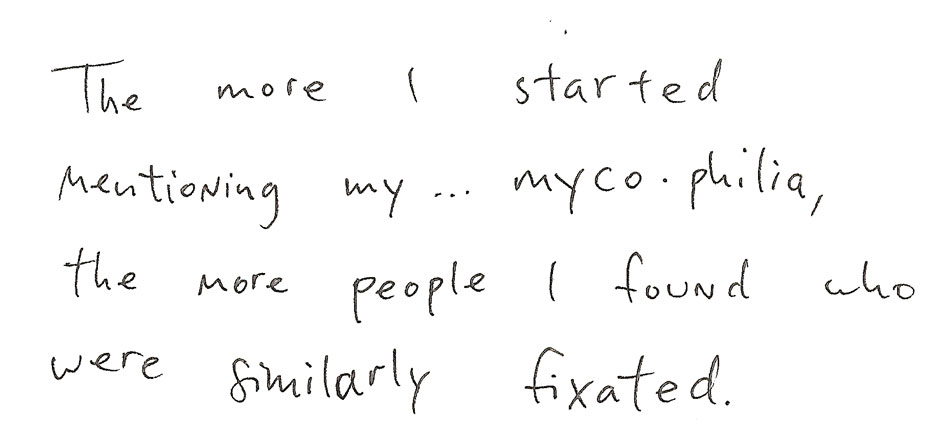 The more I started
mentioning my... myco·philia,
the more people I found who
were similarly fixated.